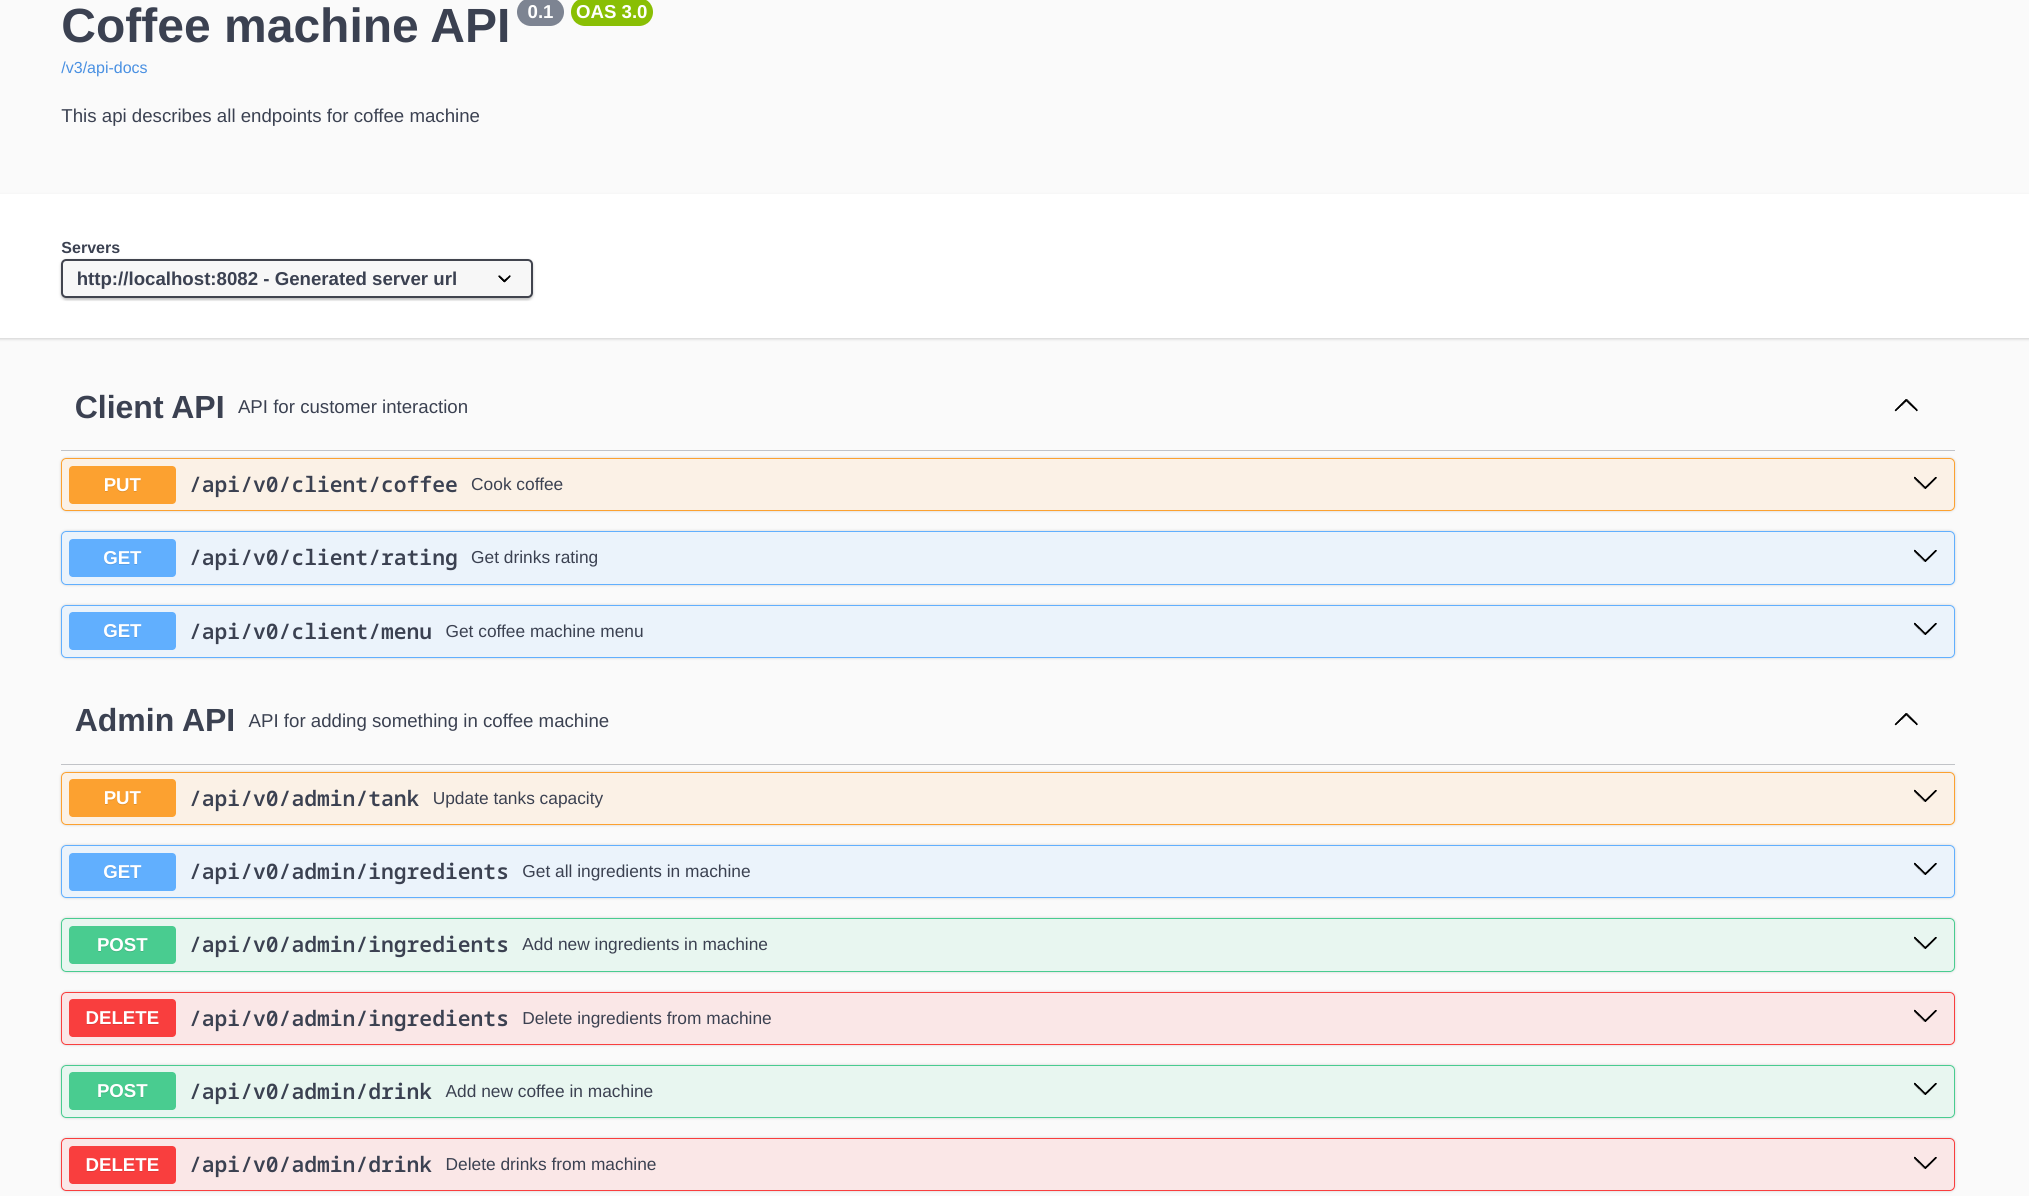 Coffee machine API 0.1 OAS 3.0
/v3/api-docs
This api describes all endpoints for coffee machine
Servers
http://localhost:8082 - Generated server url
Client API API for customer interaction
PUT /api/v0/client/coffee Cook coffee
GET /api/v0/client/rating Get drinks rating
GET /api/v0/client/menu Get coffee machine menu
Admin API API for adding something in coffee machine
PUT /api/v0/admin/tank Update tanks capacity
GET /api/v0/admin/ingredients Get all ingredients in machine
POST /api/v0/admin/ingredients Add new ingredients in machine
DELETE /api/v0/admin/ingredients Delete ingredients from machine
POST /api/v0/admin/drink Add new coffee in machine
DELETE /api/v0/admin/drink Delete drinks from machine